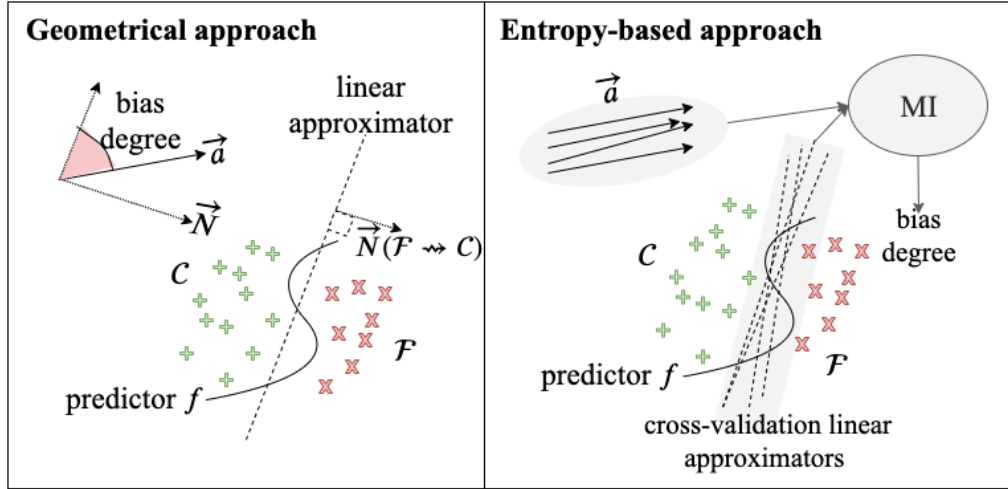 Geometrical approach
bias
degree
a
N
linear
approximator
N(F ⇝ C)
C
F
predictor f
Entropy-based approach
a
MI
bias
degree
C
F
predictor f
cross-validation linear
approximators